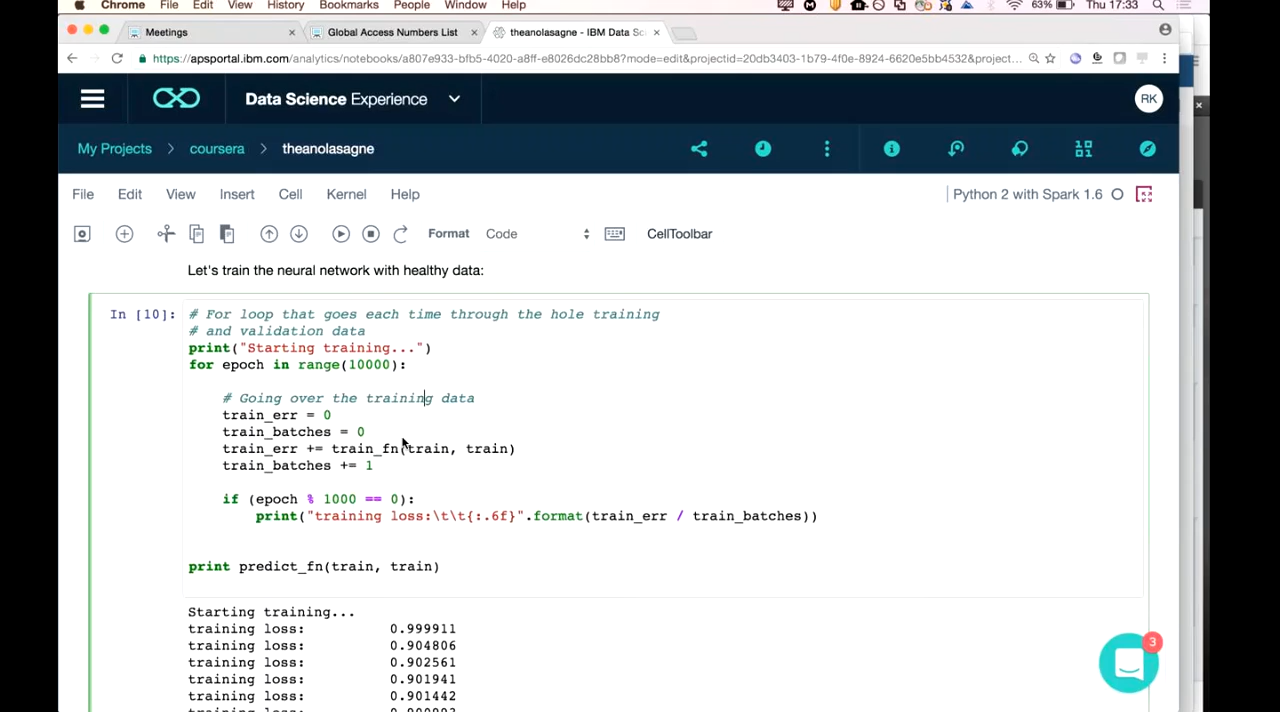 Chrome File Edit View History Bookmarks People Window Help 63% Thu 17:33
Meetings × Global Access Numbers List × theanolasagne - IBM Data Sc ×
https://apsportal.ibm.com/analytics/notebooks/a807e933-bfb5-4020-a8ff-e8026dc28bb8?mode=edit&projectid=20db3403-1b79-4f0e-8924-6620e5bb4532&project...
Data Science Experience RK
My Projects > coursera > theanolasagne
File Edit View Insert Cell Kernel Help Python 2 with Spark 1.6
Format Code CellToolbar
Let's train the neural network with healthy data:
In [10]: # For loop that goes each time through the hole training
# and validation data
print("Starting training...")
for epoch in range(10000):
# Going over the training data
train_err = 0
train_batches = 0
train_err += train_fn(train, train)
train_batches += 1
if (epoch % 1000 == 0):
print("training loss:\t\t{:.6f}".format(train_err / train_batches))
print predict_fn(train, train)
Starting training...
training loss: 0.999911
training loss: 0.904806
training loss: 0.902561
training loss: 0.901941
training loss: 0.901442
3